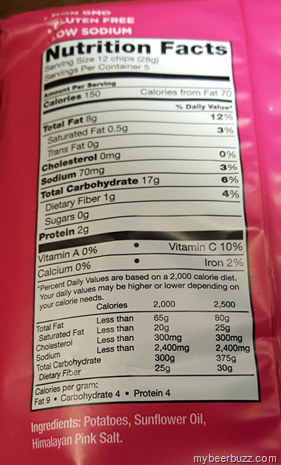 • NON GMO
• GLUTEN FREE
• LOW SODIUM
Nutrition Facts
Serving Size 12 chips (28g)
Servings Per Container 5
Amount Per Serving
Calories 150 Calories from Fat 70
% Daily Value*
Total Fat 8g 12%
Saturated Fat 0.5g 3%
Trans Fat 0g
Cholesterol 0mg 0%
Sodium 70mg 3%
Total Carbohydrate 17g 6%
Dietary Fiber 1g 4%
Sugars 0g
Protein 2g
Vitamin A 0% • Vitamin C 10%
Calcium 0% • Iron 2%
*Percent Daily Values are based on a 2,000 calorie diet.
Your daily values may be higher or lower depending on
your calorie needs.
Calories 2,000 2,500
Total Fat Less than 65g 80g
Saturated Fat Less than 20g 25g
Cholesterol Less than 300mg 300mg
Sodium Less than 2,400mg 2,400mg
Total Carbohydrate 300g 375g
Dietary Fiber 25g 30g
Calories per gram:
Fat 9 • Carbohydrate 4 • Protein 4
Ingredients: Potatoes, Sunflower Oil,
Himalayan Pink Salt.
mybeerbuzz.com